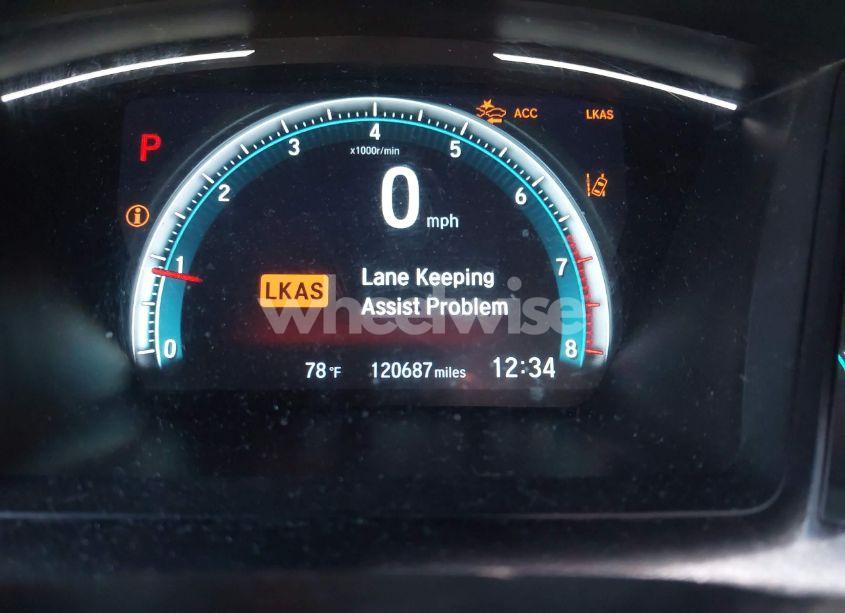 ACC LKAS
P
4
3 5
x1000r/min
2 6
0 mph
i
1 7
LKAS
Lane Keeping
Assist Problem
wheelwise
0 8
78°F 120687 miles 12:34